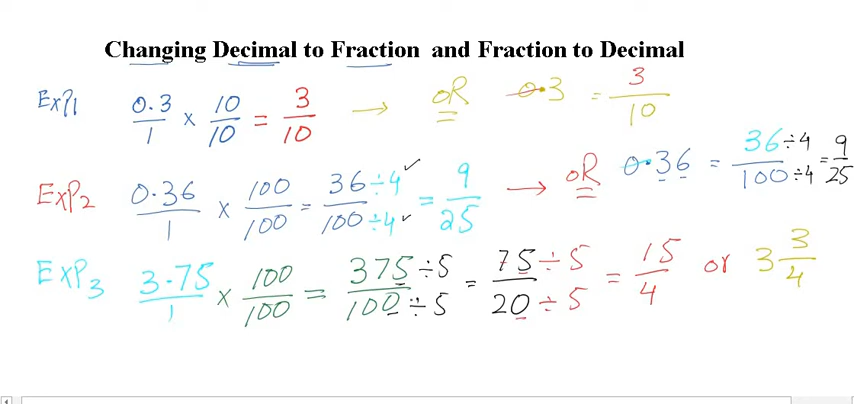 Changing Decimal to Fraction and Fraction to Decimal
Exp1 0.3/1 x 10/10 = 3/10 → OR 0.3 = 3/10
Exp2 0.36/1 x 100/100 = 36÷4/100÷4 = 9/25 → OR 0.36 = 36÷4/100÷4 = 9/25
Exp3 3.75/1 x 100/100 = 375÷5/100÷5 = 75÷5/20÷5 = 15/4 or 3 3/4